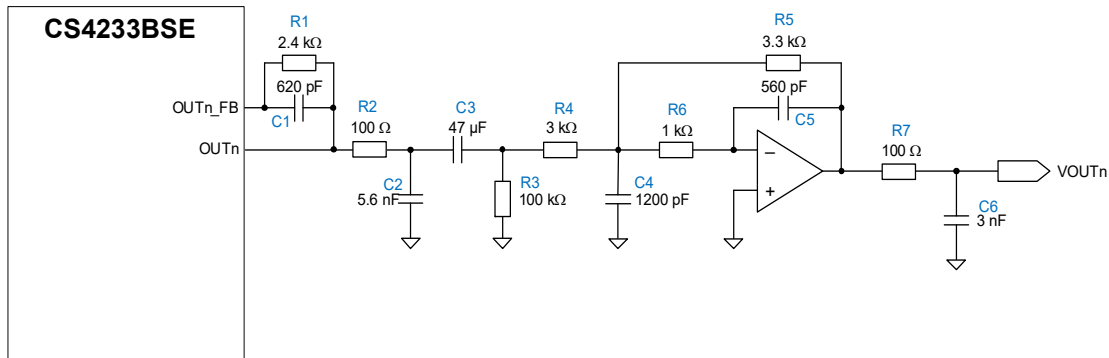 CS4233BSE
R1
2.4 kΩ
620 pF
C1
OUTn_FB
OUTn
R2
100 Ω
C2
5.6 nF
C3
47 µF
R3
100 kΩ
R4
3 kΩ
C4
1200 pF
R5
3.3 kΩ
560 pF
C5
R6
1 kΩ
−
+
R7
100 Ω
C6
3 nF
VOUTn